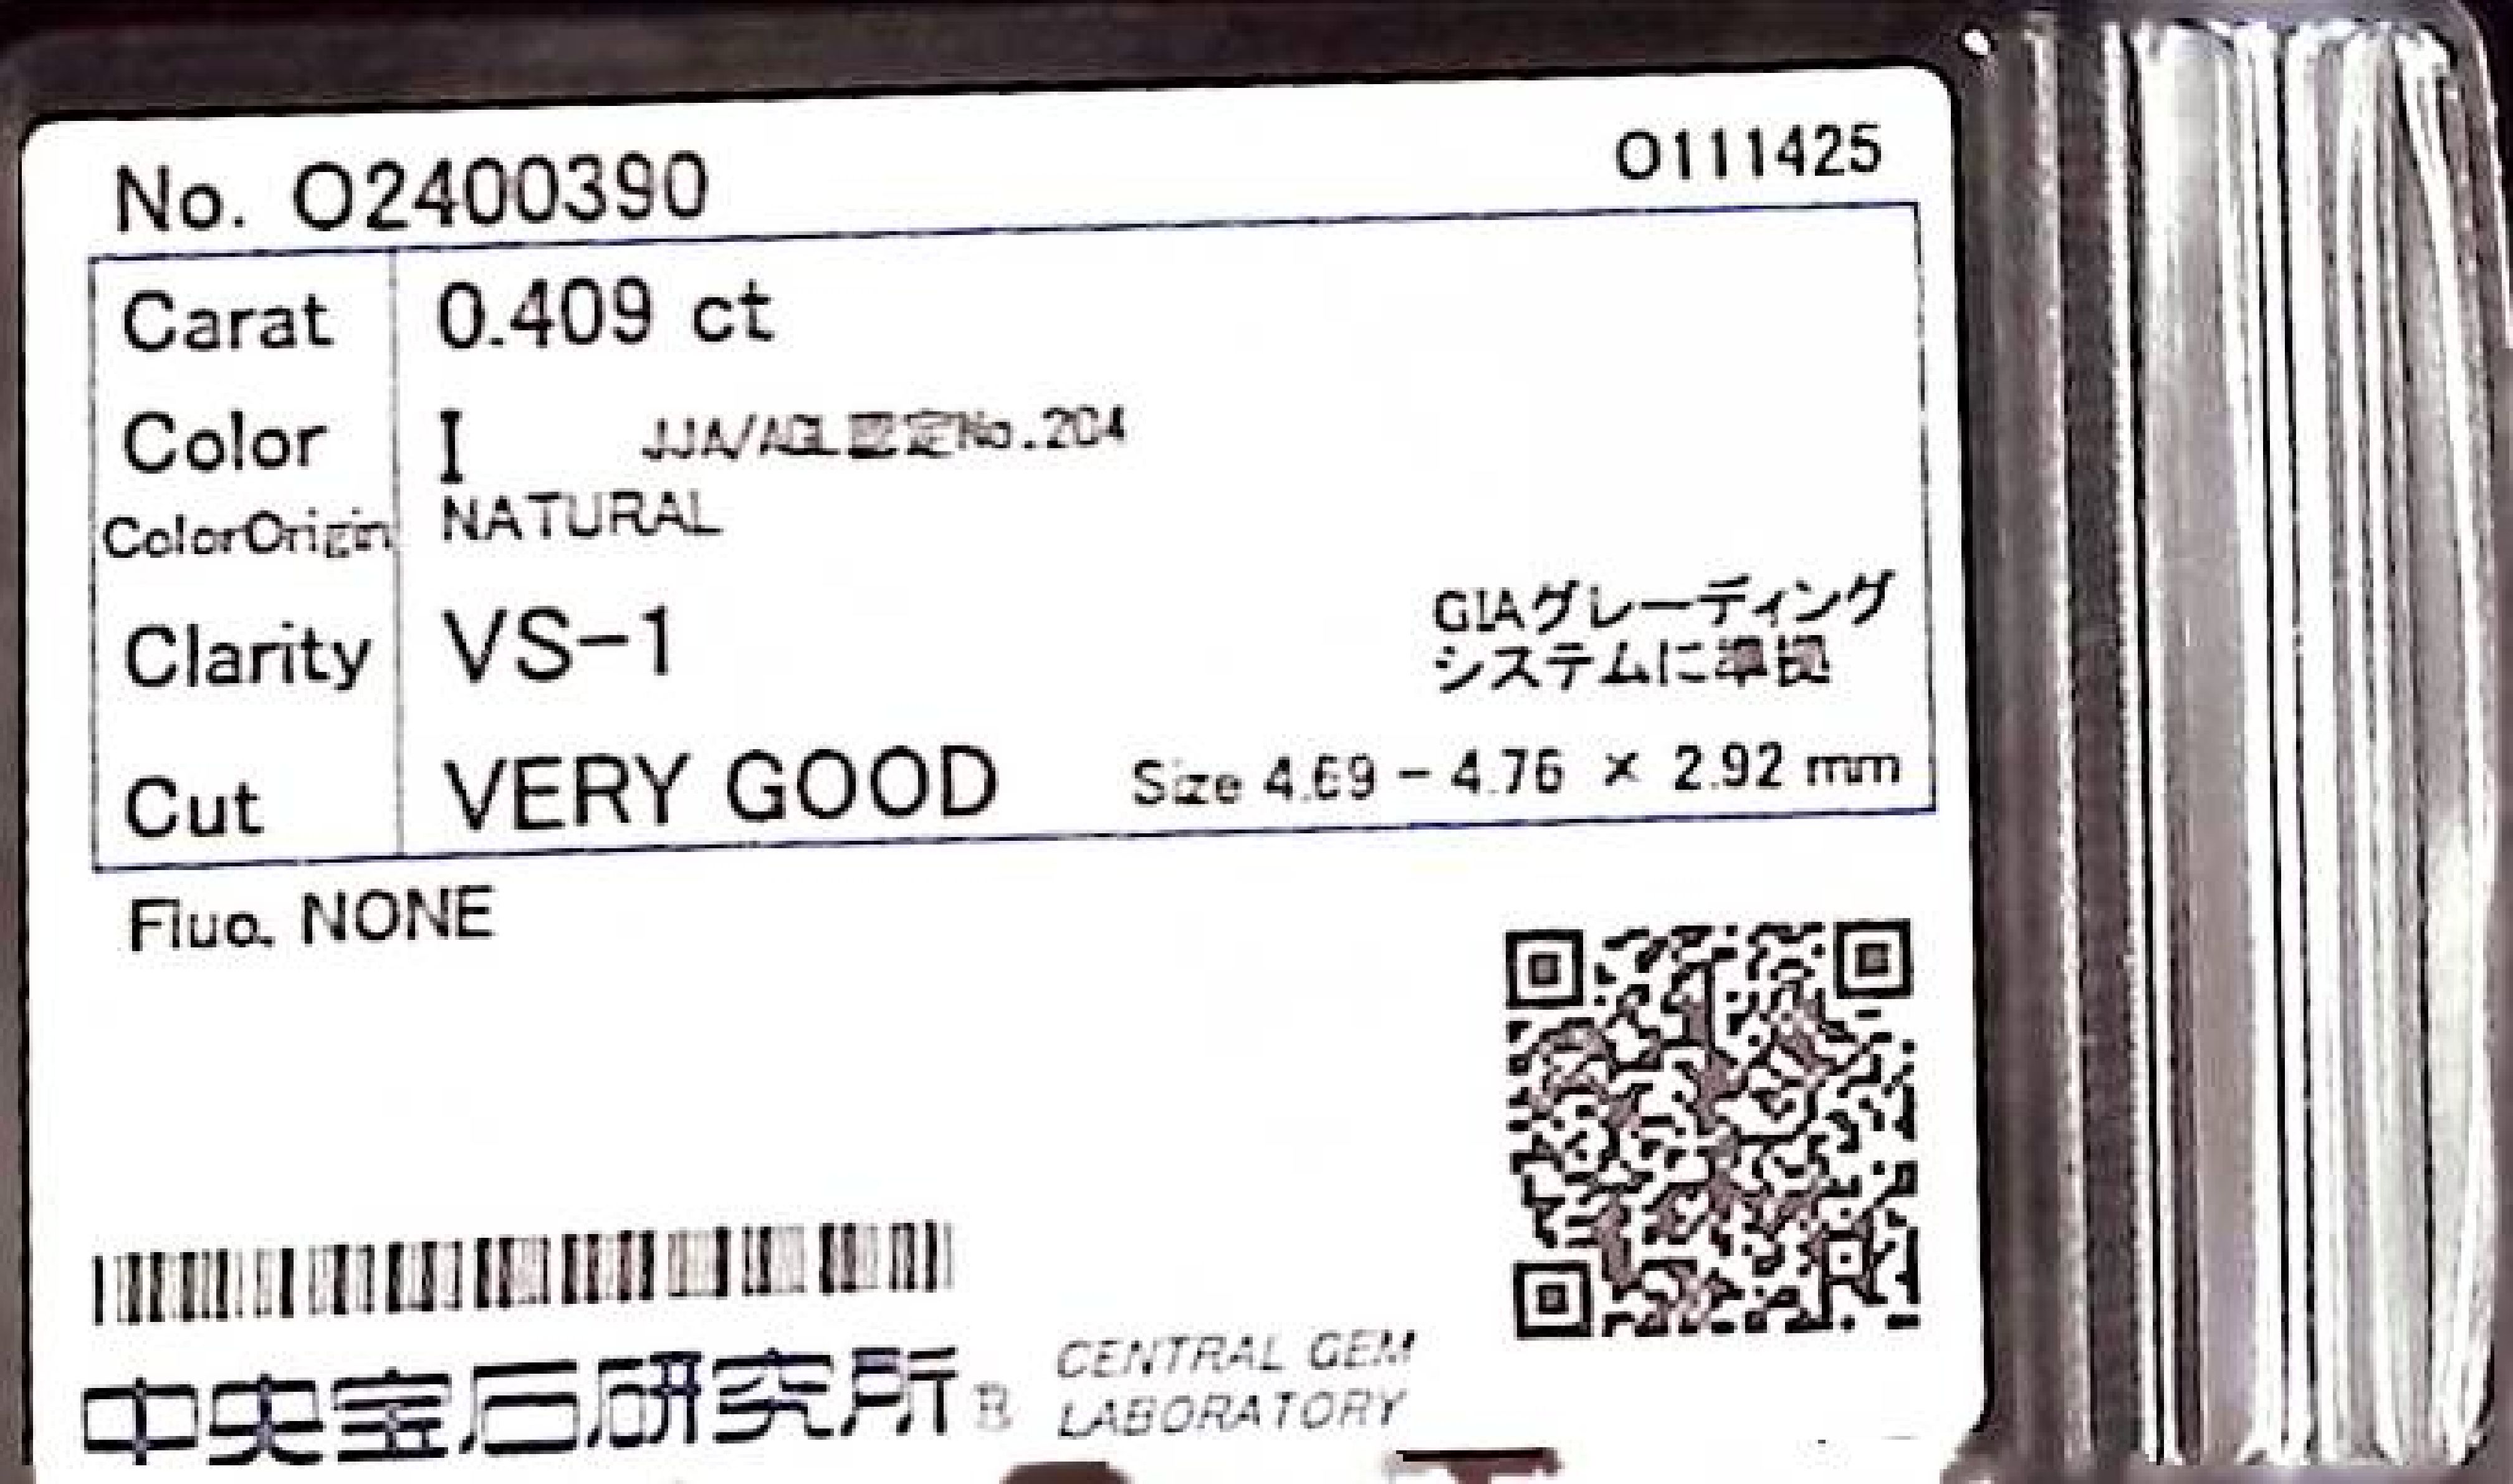 No. O2400390 O111425
Carat 0.409 ct
Color I JJA/AGL認定No.204
ColorOrigin NATURAL
Clarity VS-1
GIAグレーディング
システムに準拠
Cut VERY GOOD Size 4.69 - 4.76 × 2.92 mm
Fluo. NONE
中央宝石研究所 B
CENTRAL GEM
LABORATORY